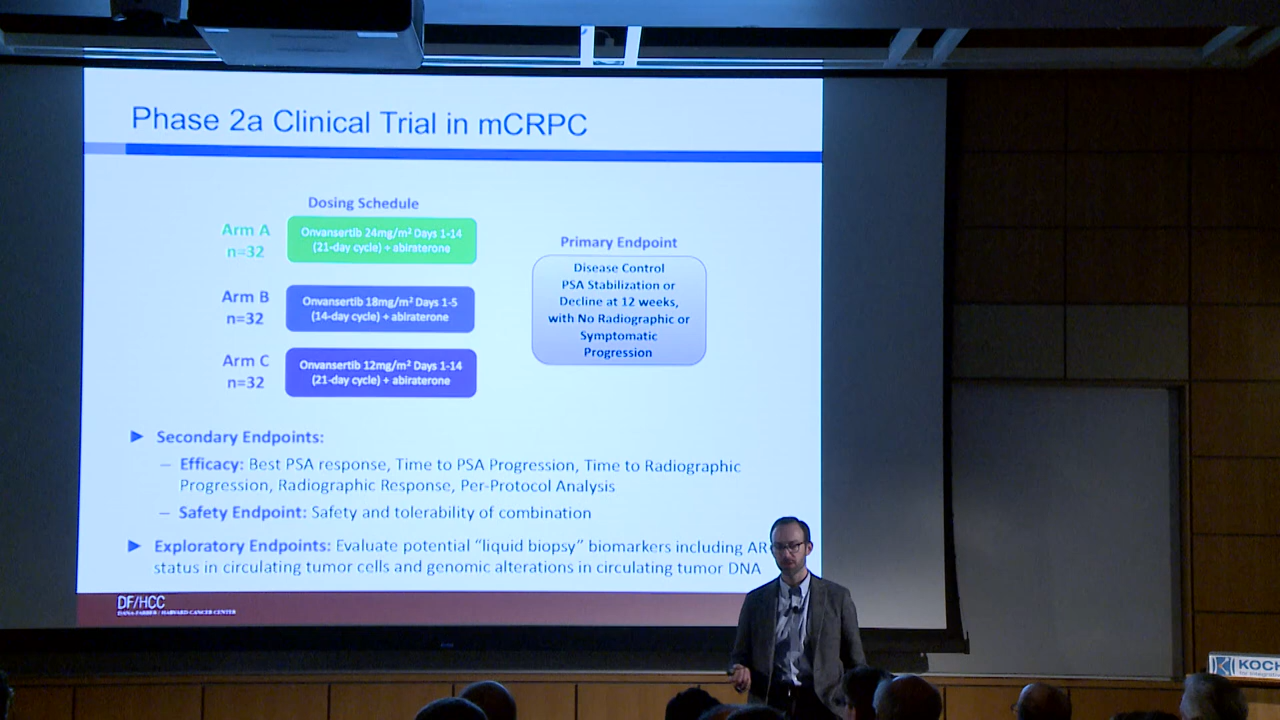 Phase 2a Clinical Trial in mCRPC
Dosing Schedule
Arm A
n=32
Onvansertib 24mg/m² Days 1-14
(21-day cycle) + abiraterone
Arm B
n=32
Onvansertib 18mg/m² Days 1-5
(14-day cycle) + abiraterone
Arm C
n=32
Onvansertib 12mg/m² Days 1-14
(21-day cycle) + abiraterone
Primary Endpoint
Disease Control
PSA Stabilization or
Decline at 12 weeks,
with No Radiographic or
Symptomatic
Progression
► Secondary Endpoints:
– Efficacy: Best PSA response, Time to PSA Progression, Time to Radiographic
Progression, Radiographic Response, Per-Protocol Analysis
– Safety Endpoint: Safety and tolerability of combination
► Exploratory Endpoints: Evaluate potential “liquid biopsy” biomarkers including AR
status in circulating tumor cells and genomic alterations in circulating tumor DNA
DF/HCC
DANA-FARBER / HARVARD CANCER CENTER
KOCH